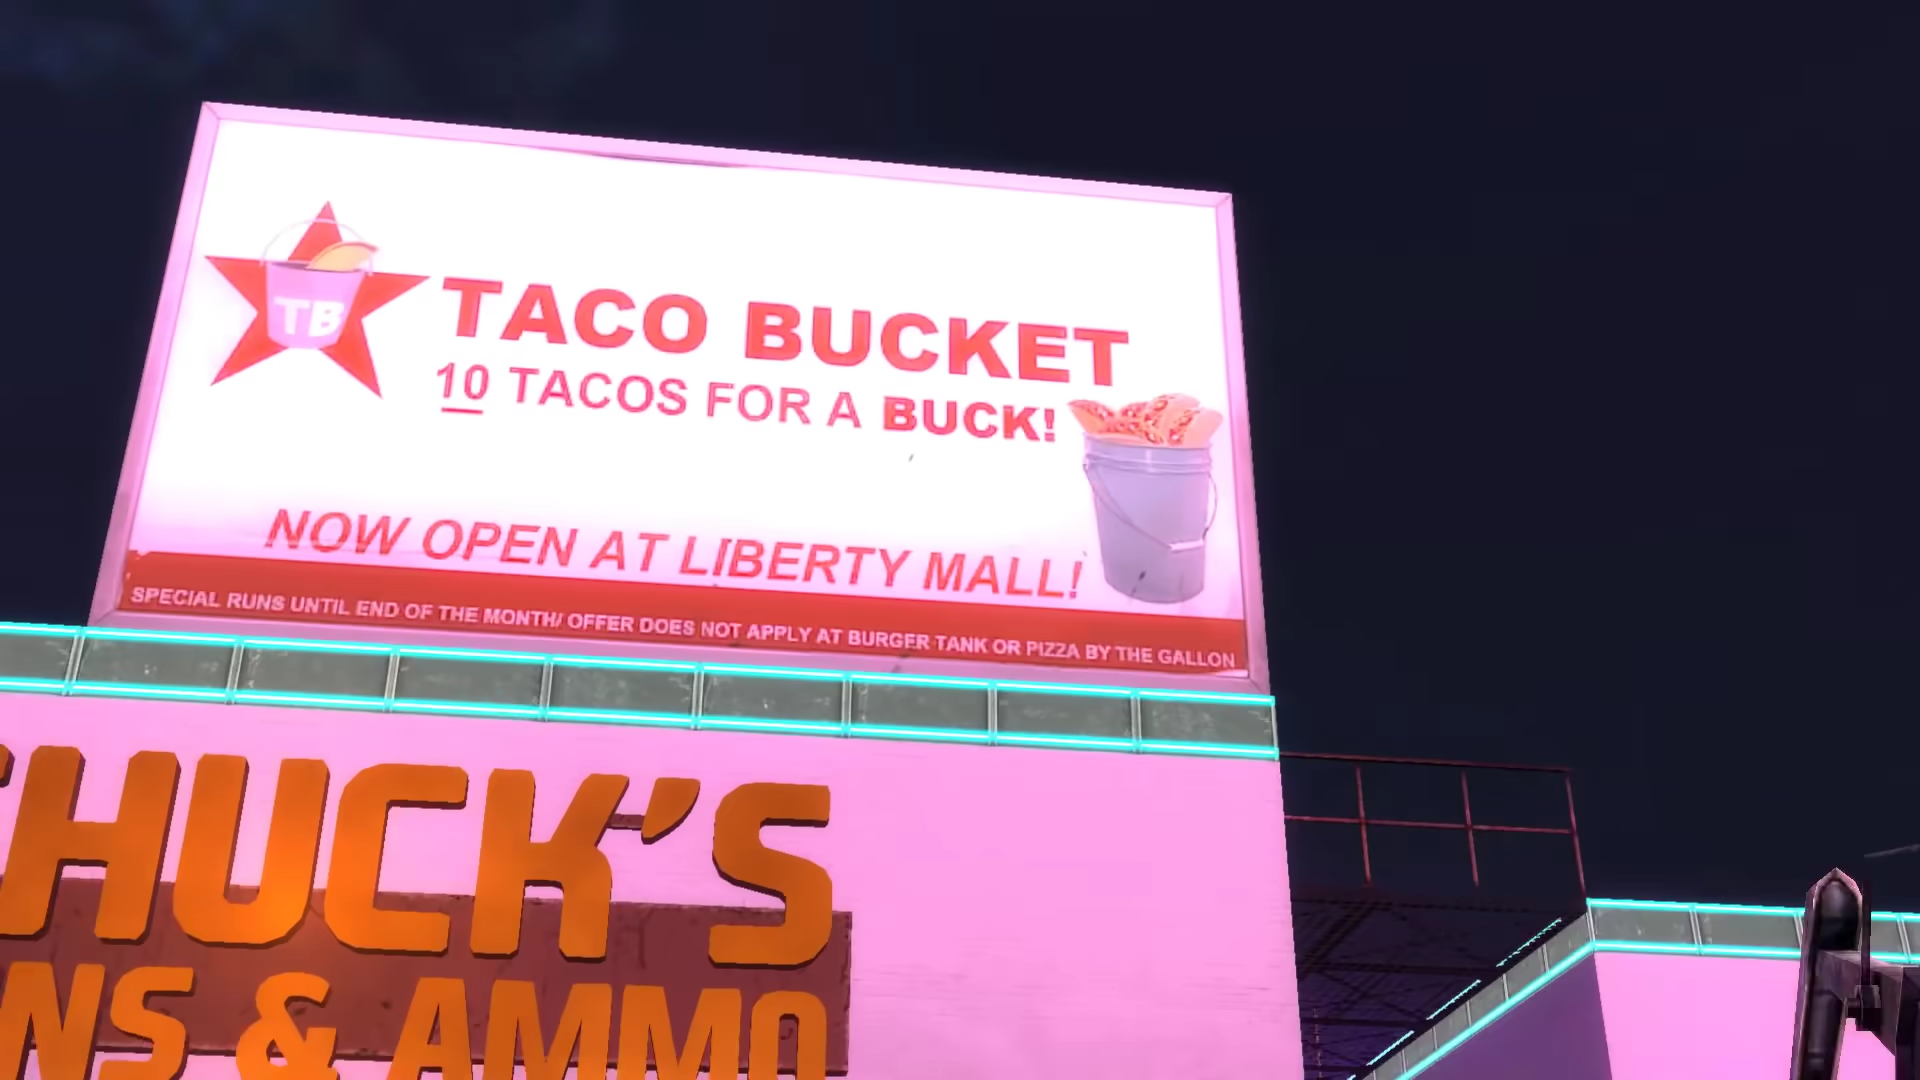 TB
TACO BUCKET
10 TACOS FOR A BUCK!
NOW OPEN AT LIBERTY MALL!
SPECIAL RUNS UNTIL END OF THE MONTH/ OFFER DOES NOT APPLY AT BURGER TANK OR PIZZA BY THE GALLON
CHUCK'S
NS & AMMO